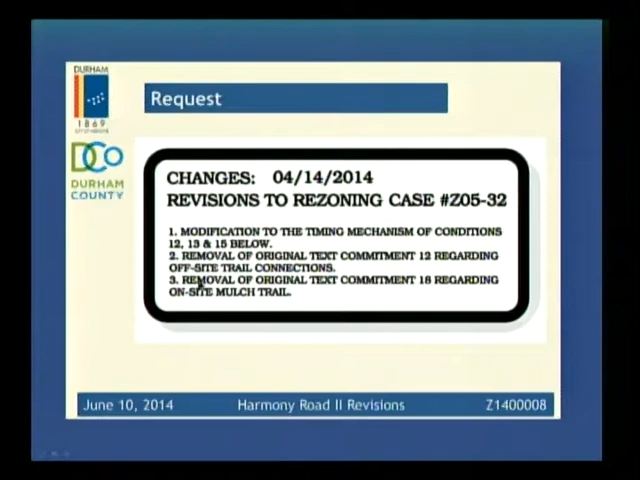 DURHAM
1869
CITY OF MEDICINE
DCO
DURHAM
COUNTY
Request
CHANGES: 04/14/2014
REVISIONS TO REZONING CASE #Z05-32
1. MODIFICATION TO THE TIMING MECHANISM OF CONDITIONS
12, 13 & 15 BELOW.
2. REMOVAL OF ORIGINAL TEXT COMMITMENT 12 REGARDING
OFF-SITE TRAIL CONNECTIONS.
3. REMOVAL OF ORIGINAL TEXT COMMITMENT 18 REGARDING
ON-SITE MULCH TRAIL.
June 10, 2014 Harmony Road II Revisions Z1400008